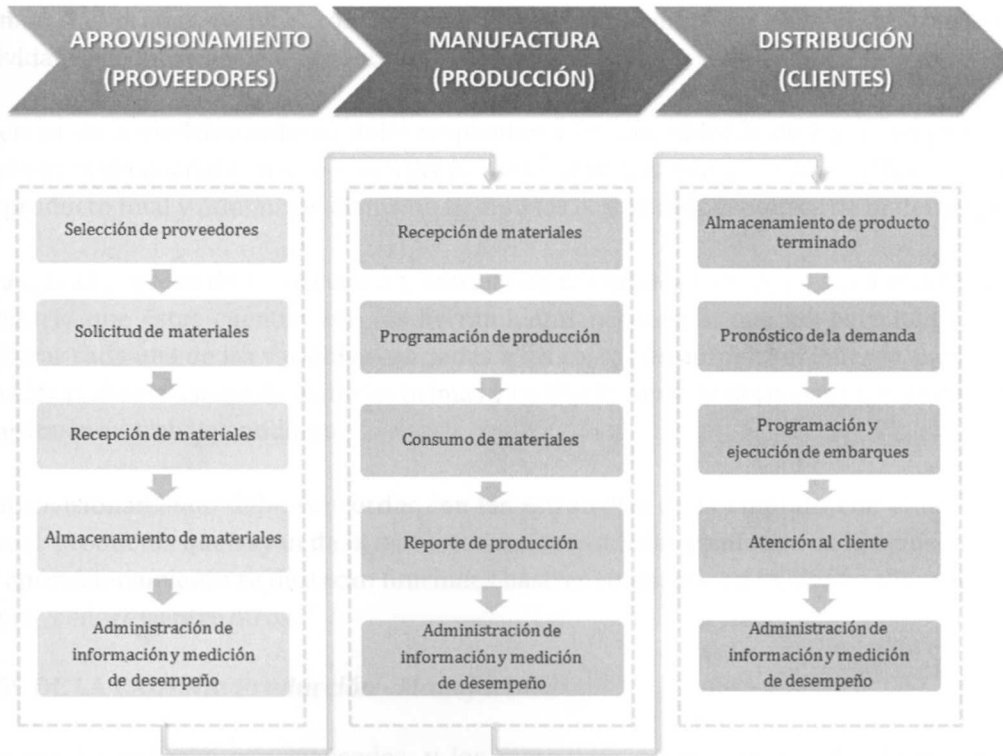 APROVISIONAMIENTO
(PROVEEDORES)
MANUFACTURA
(PRODUCCIÓN)
DISTRIBUCIÓN
(CLIENTES)
Selección de proveedores
Solicitud de materiales
Recepción de materiales
Almacenamiento de materiales
Administración de
información y medición
de desempeño
Recepción de materiales
Programación de producción
Consumo de materiales
Reporte de producción
Administración de
información y medición
de desempeño
Almacenamiento de producto
terminado
Pronóstico de la demanda
Programación y
ejecución de embarques
Atención al cliente
Administración de
información y medición
de desempeño